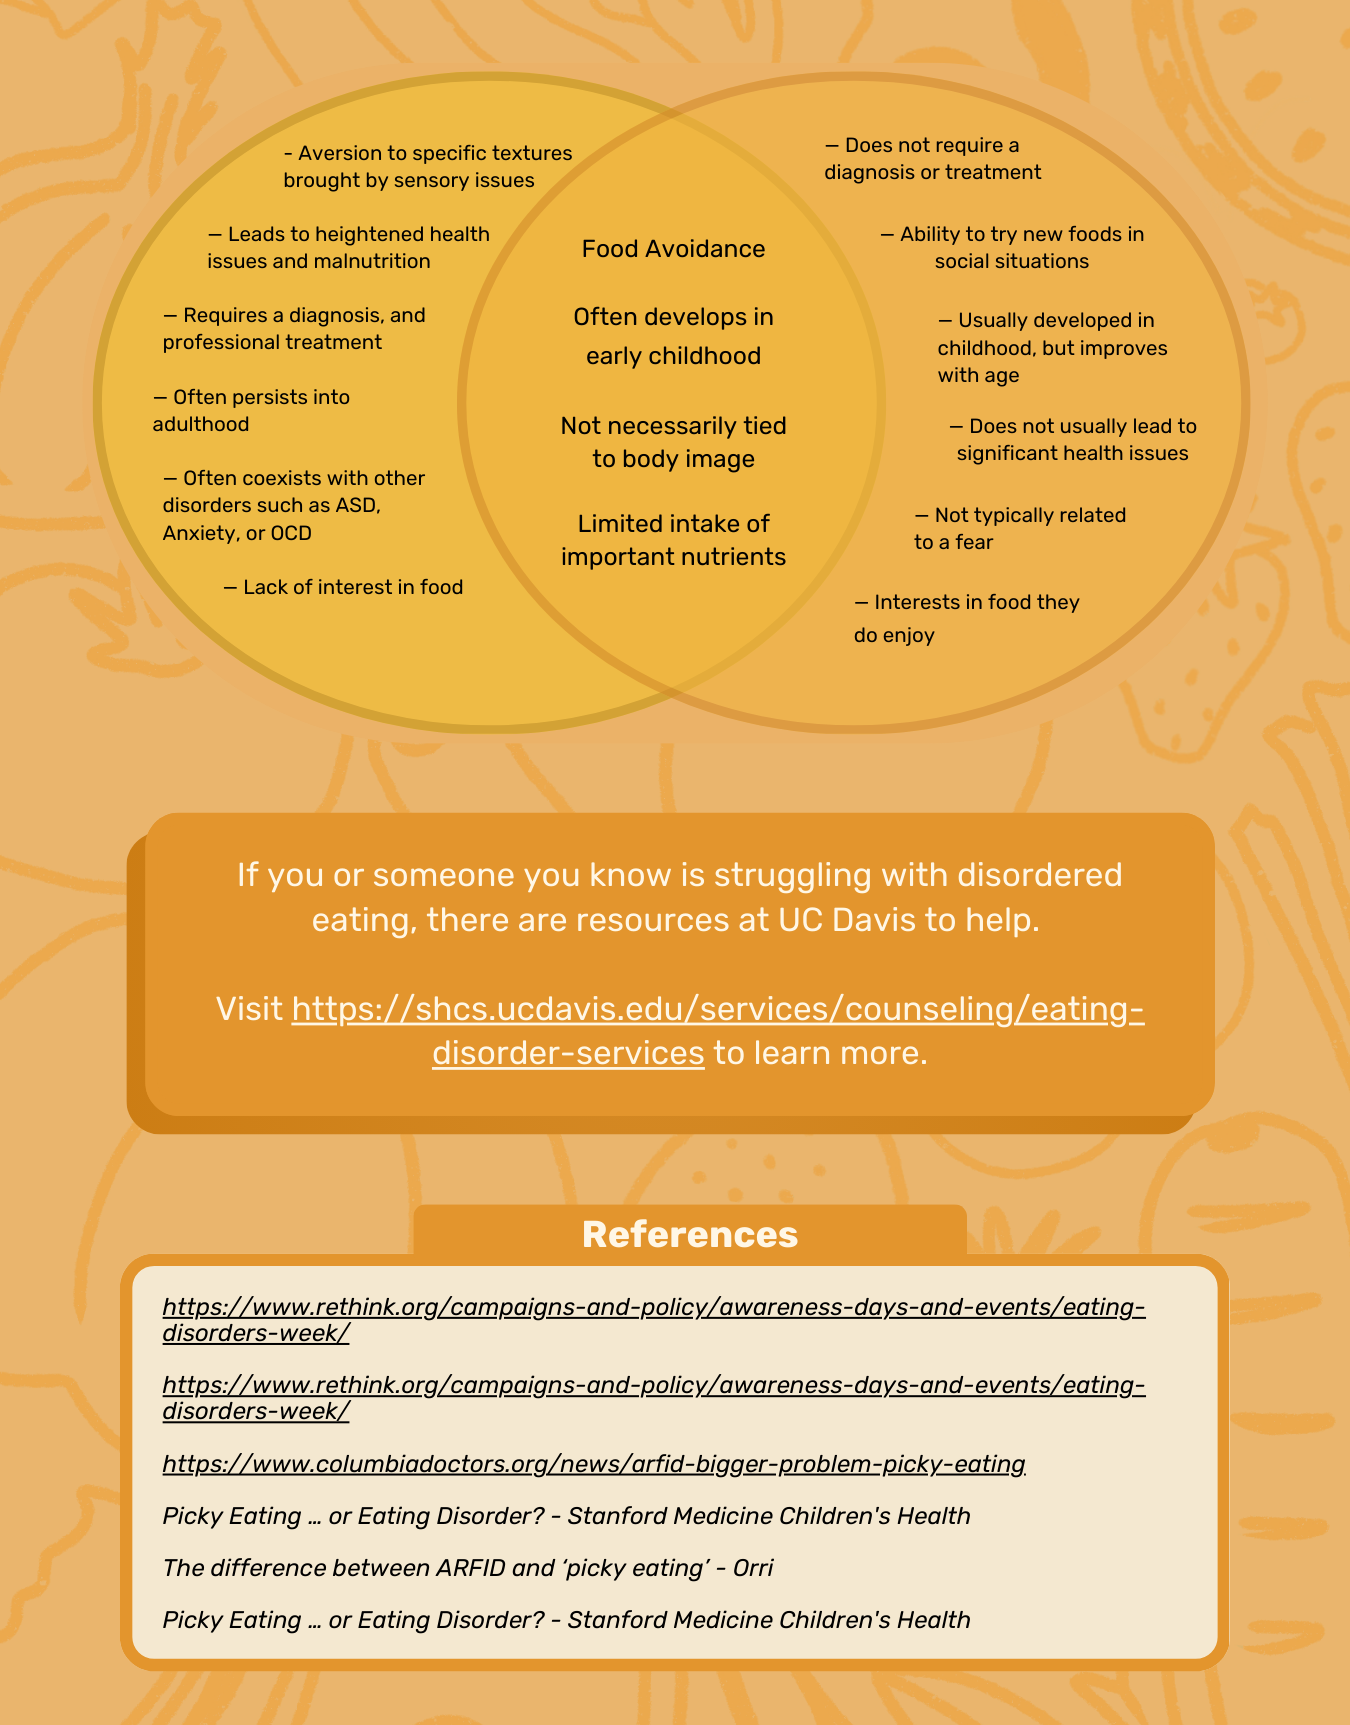 - Aversion to specific textures
brought by sensory issues
– Leads to heightened health
issues and malnutrition
– Requires a diagnosis, and
professional treatment
– Often persists into
adulthood
– Often coexists with other
disorders such as ASD,
Anxiety, or OCD
– Lack of interest in food
Food Avoidance
Often develops in
early childhood
Not necessarily tied
to body image
Limited intake of
important nutrients
– Does not require a
diagnosis or treatment
– Ability to try new foods in
social situations
– Usually developed in
childhood, but improves
with age
– Does not usually lead to
significant health issues
– Not typically related
to a fear
– Interests in food they
do enjoy
If you or someone you know is struggling with disordered
eating, there are resources at UC Davis to help.
Visit https://shcs.ucdavis.edu/services/counseling/eating-
disorder-services to learn more.
References
https://www.rethink.org/campaigns-and-policy/awareness-days-and-events/eating-
disorders-week/
https://www.rethink.org/campaigns-and-policy/awareness-days-and-events/eating-
disorders-week/
https://www.columbiadoctors.org/news/arfid-bigger-problem-picky-eating
Picky Eating … or Eating Disorder? - Stanford Medicine Children's Health
The difference between ARFID and ‘picky eating’ - Orri
Picky Eating … or Eating Disorder? - Stanford Medicine Children's Health